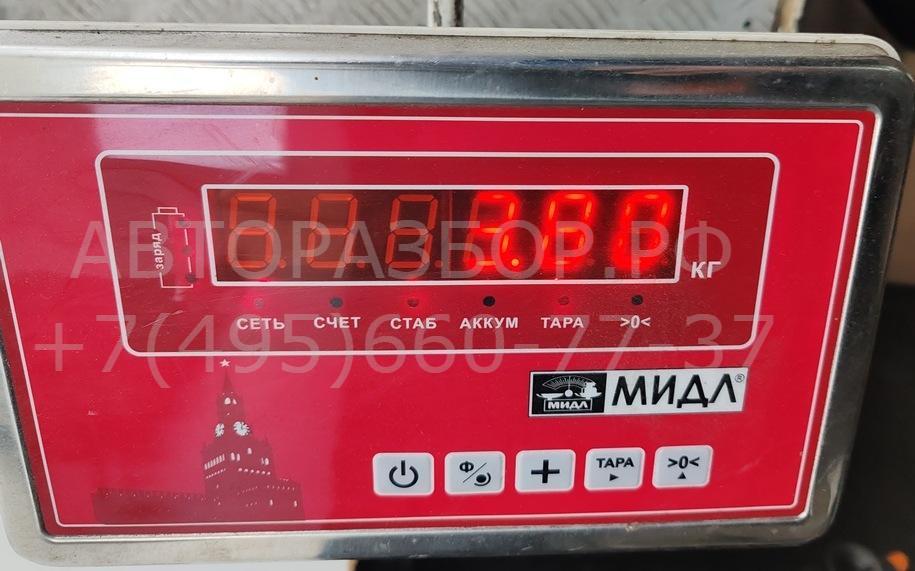 заряд
АВТОРАЗБОР.РФ
КГ
СЕТЬ СЧЕТ СТАБ АККУМ ТАРА >0<
+7(495)660-77-37
МИДЛ МИДЛ®
Ф ТАРА >0<